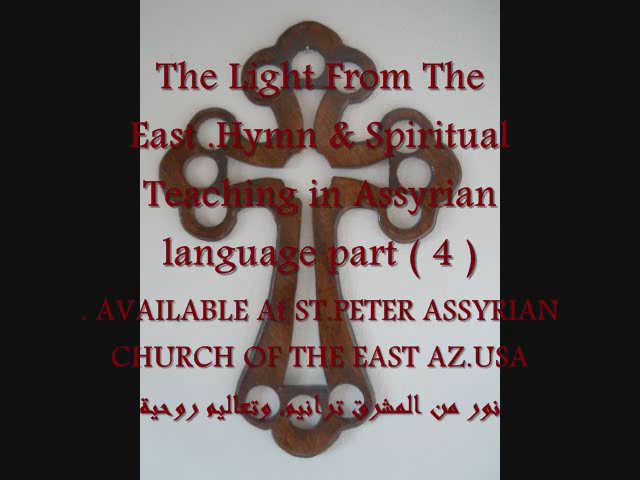 The Light From The
East .Hymn & Spiritual
Teaching in Assyrian
language part ( 4 )
. AVAILABLE At ST.PETER ASSYRIAN
CHURCH OF THE EAST AZ.USA
نور من المشرق ترانيم, وتعاليم روحية